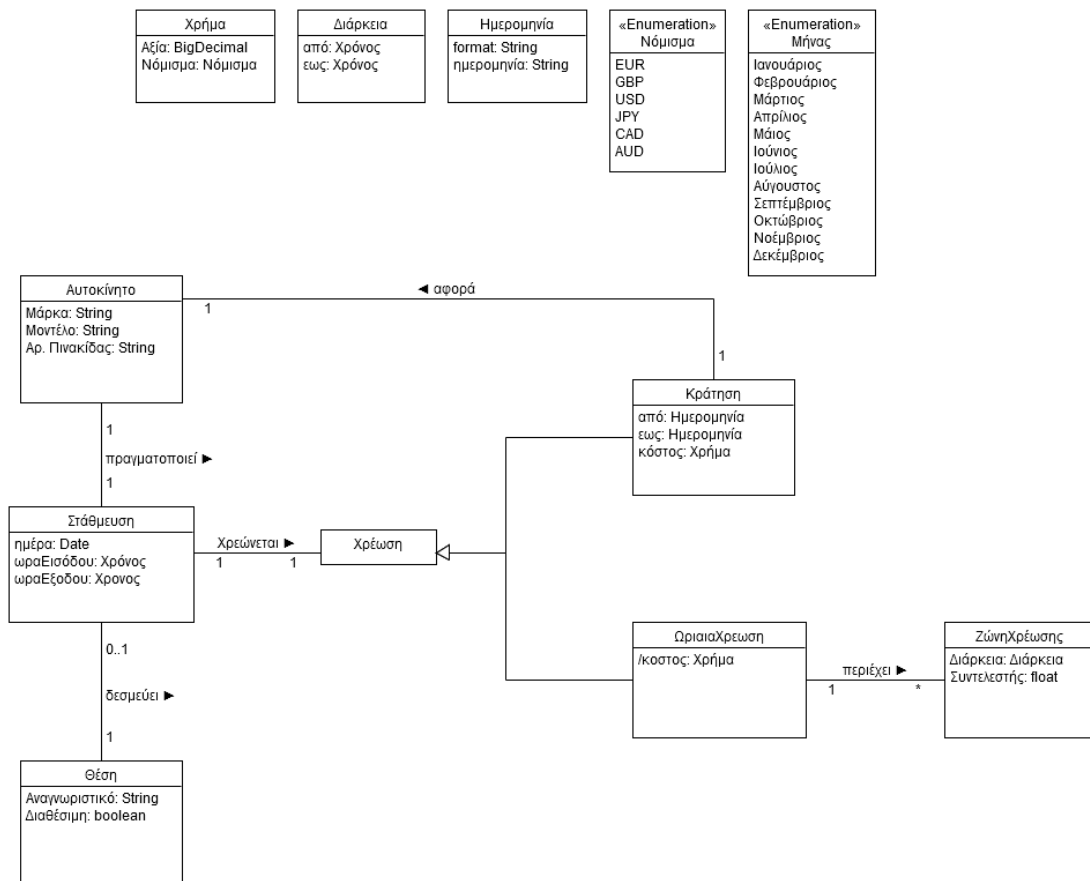 Χρήμα
Αξία: BigDecimal
Νόμισμα: Νόμισμα
Διάρκεια
από: Χρόνος
εως: Χρόνος
Ημερομηνία
format: String
ημερομηνία: String
«Enumeration»
Νόμισμα
EUR
GBP
USD
JPY
CAD
AUD
«Enumeration»
Μήνας
Ιανουάριος
Φεβρουάριος
Μάρτιος
Απρίλιος
Μάιος
Ιούνιος
Ιούλιος
Αύγουστος
Σεπτέμβριος
Οκτώβριος
Νοέμβριος
Δεκέμβριος
Αυτοκίνητο
Μάρκα: String
Μοντέλο: String
Αρ. Πινακίδας: String
◄ αφορά
1
1
Κράτηση
από: Ημερομηνία
εως: Ημερομηνία
κόστος: Χρήμα
1
πραγματοποιεί ►
1
Στάθμευση
ημέρα: Date
ωραΕισόδου: Χρόνος
ωραΕξοδου: Χρονος
Χρεώνεται ►
1 1
Χρέωση
ΩριαιαΧρεωση
/κοστος: Χρήμα
περιέχει ►
1 *
ΖώνηΧρέωσης
Διάρκεια: Διάρκεια
Συντελεστής: float
0..1
δεσμεύει ►
1
Θέση
Αναγνωριστικό: String
Διαθέσιμη: boolean